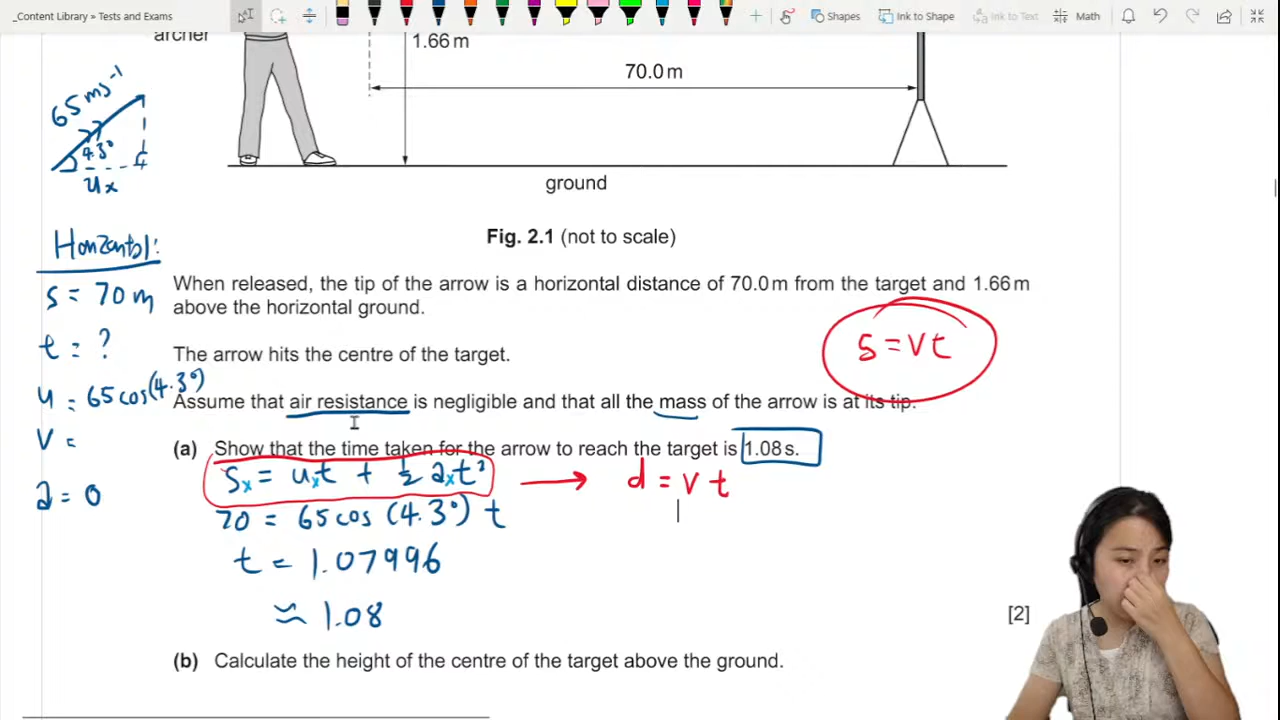 _Content Library » Tests and Exams
Shapes
Ink to Shape
Ink to Text
Math
archer
1.66 m
70.0 m
65 ms⁻¹
4.3°
ux
ground
Fig. 2.1 (not to scale)
Horizontal:
s = 70 m
t = ?
u = 65 cos(4.3°)
v =
a = 0
When released, the tip of the arrow is a horizontal distance of 70.0 m from the target and 1.66 m
above the horizontal ground.
s = vt
The arrow hits the centre of the target.
Assume that air resistance is negligible and that all the mass of the arrow is at its tip.
(a) Show that the time taken for the arrow to reach the target is 1.08 s.
sₓ = uₓt + ½ aₓt² → d = v t
70 = 65 cos (4.3°) t
t = 1.07996
≈ 1.08
[2]
(b) Calculate the height of the centre of the target above the ground.